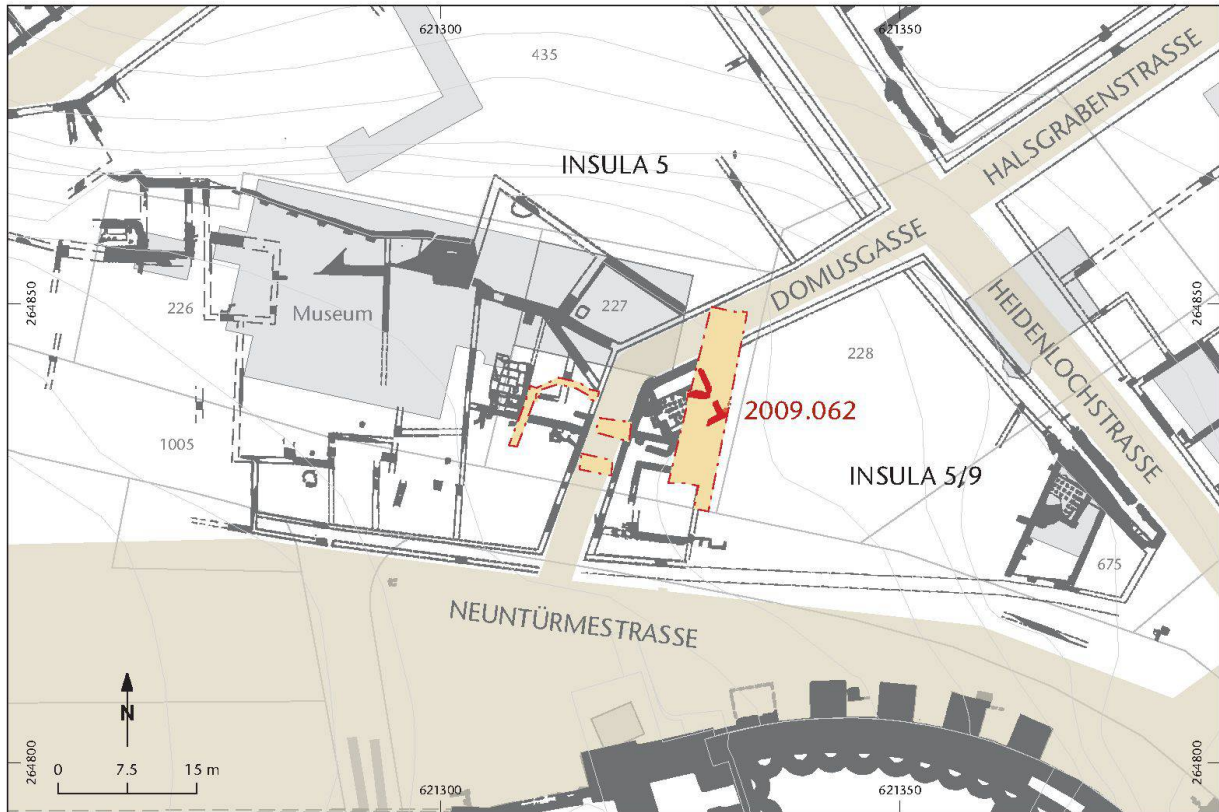 621300
621350
435
INSULA 5
HALSGRABENSTRASSE
DOMUSGASSE
HEIDENLOCHSTRASSE
264850
264850
226
Museum
227
228
2009.062
1005
INSULA 5/9
675
NEUNTÜRMESTRASSE
N
0 7.5 15 m
264800
264800
621300
621350